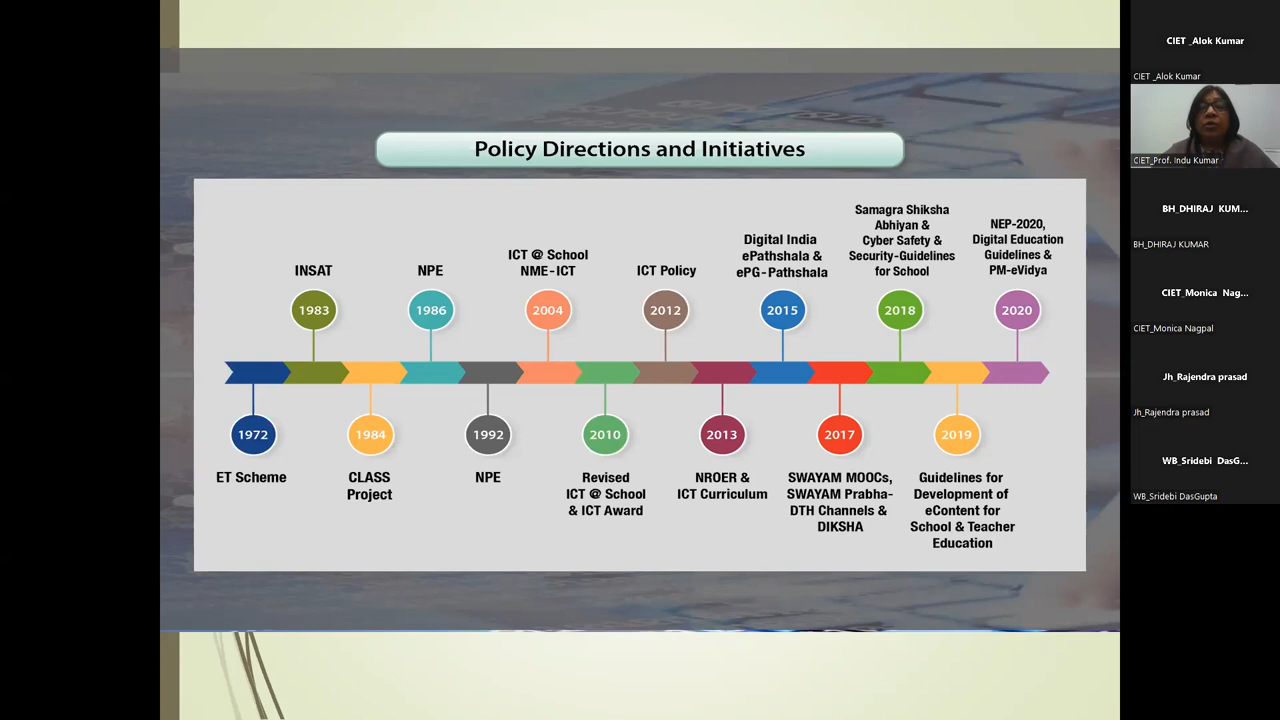 Policy Directions and Initiatives
INSAT
1983
NPE
1986
ICT @ School
NME-ICT
2004
ICT Policy
2012
Digital India
ePathshala &
ePG-Pathshala
2015
Samagra Shiksha
Abhiyan &
Cyber Safety &
Security-Guidelines
for School
2018
NEP-2020,
Digital Education
Guidelines &
PM-eVidya
2020
1972
ET Scheme
1984
CLASS
Project
1992
NPE
2010
Revised
ICT @ School
& ICT Award
2013
NROER &
ICT Curriculum
2017
SWAYAM MOOCs,
SWAYAM Prabha-
DTH Channels &
DIKSHA
2019
Guidelines for
Development of
eContent for
School & Teacher
Education
CIET _Alok Kumar
CIET _Alok Kumar
CIET_Prof. Indu Kumar
BH_DHIRAJ KUM...
BH_DHIRAJ KUMAR
CIET_Monica Nag...
CIET_Monica Nagpal
Jh_Rajendra prasad
Jh_Rajendra prasad
WB_Sridebi DasG...
WB_Sridebi DasGupta